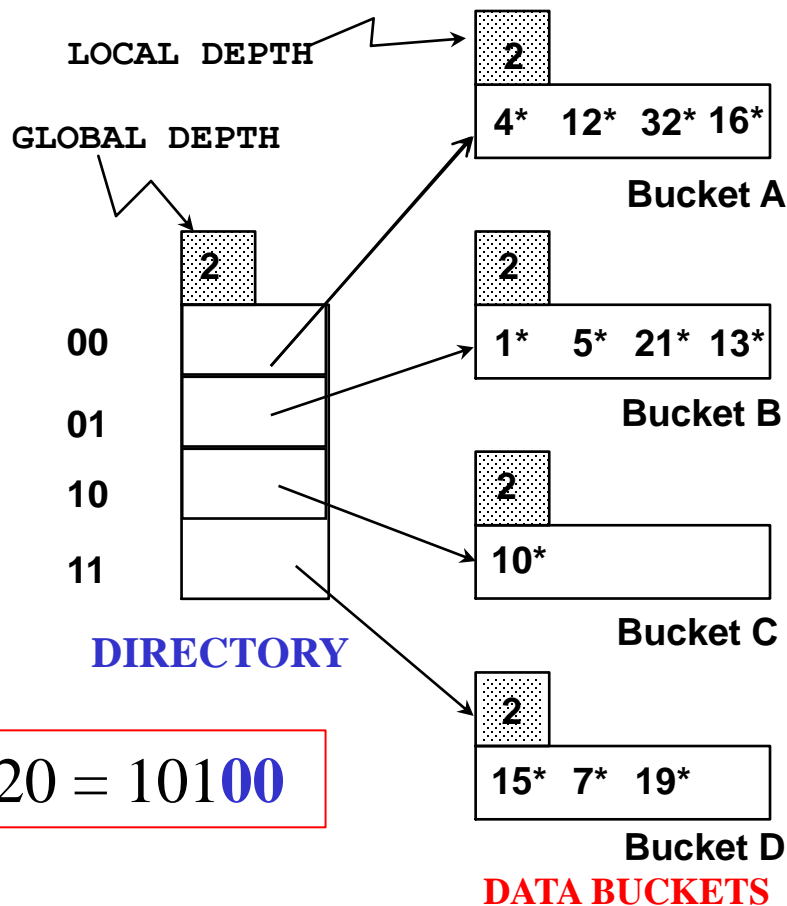 LOCAL DEPTH
2
4* 12* 32* 16*
Bucket A
GLOBAL DEPTH
2
00
01
10
11
DIRECTORY
2
1* 5* 21* 13*
Bucket B
2
10*
Bucket C
2
15* 7* 19*
Bucket D
DATA BUCKETS
20 = 10100